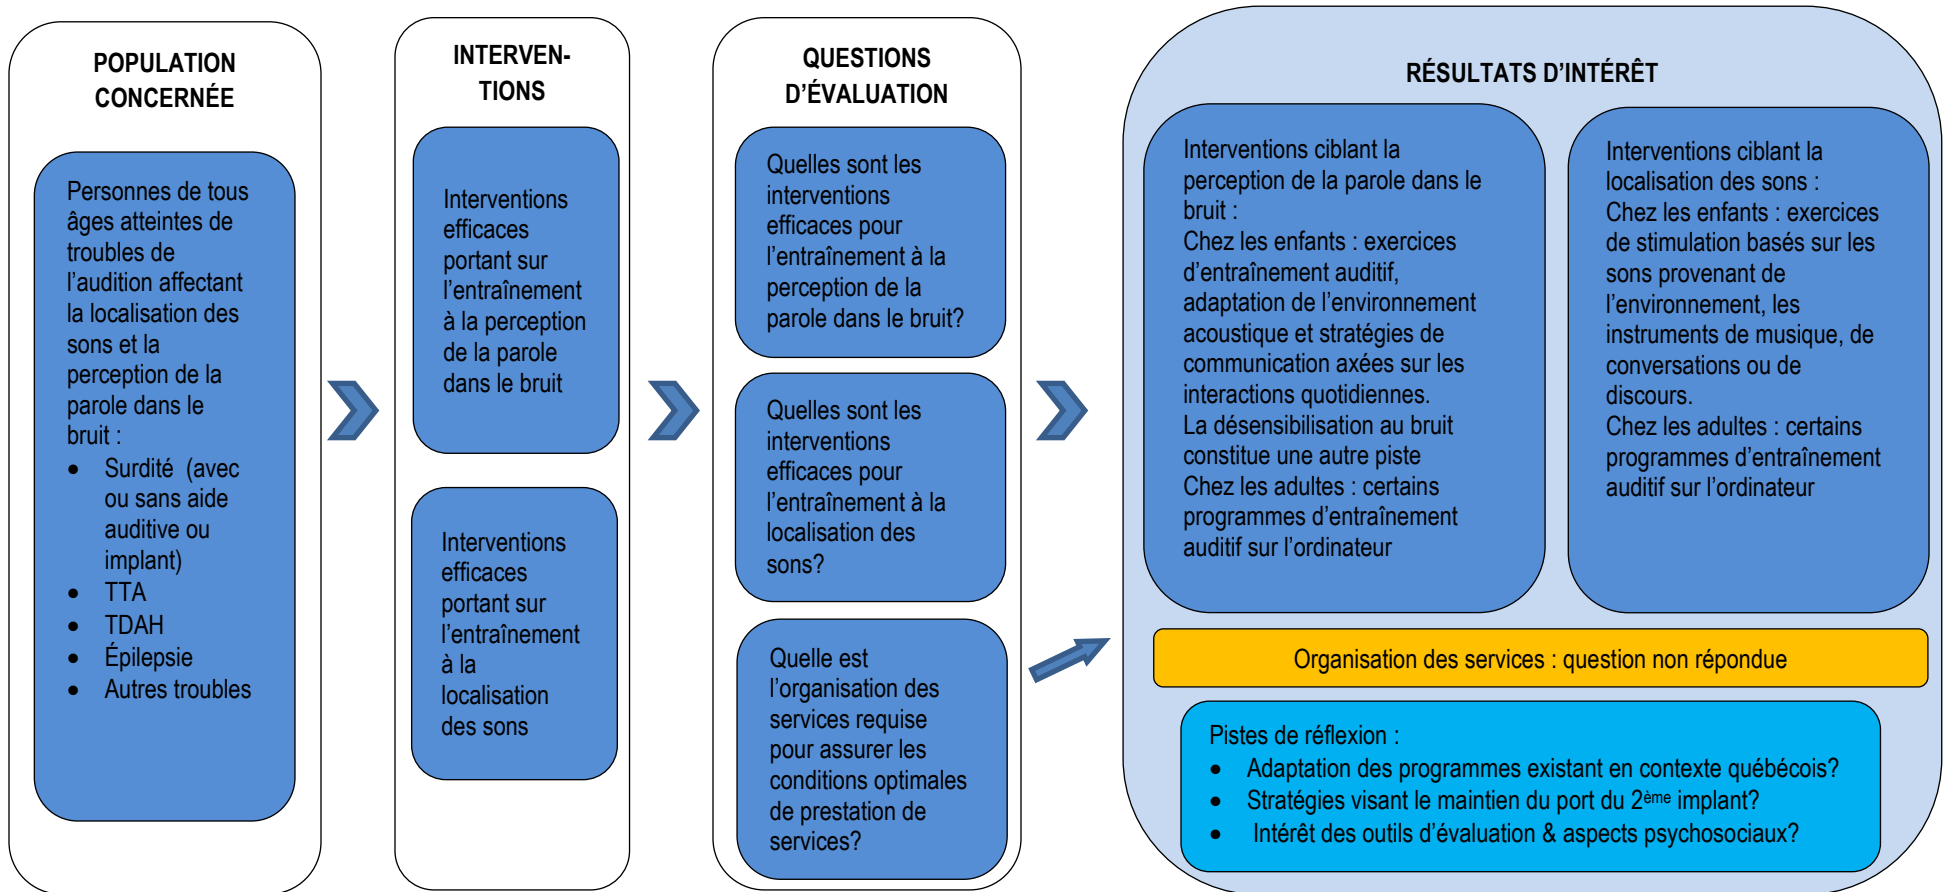 POPULATION
CONCERNÉE
Personnes de tous
âges atteintes de
troubles de
l’audition affectant
la localisation des
sons et la
perception de la
parole dans le
bruit :
• Surdité (avec
ou sans aide
auditive ou
implant)
• TTA
• TDAH
• Épilepsie
• Autres troubles
INTERVEN-
TIONS
Interventions
efficaces
portant sur
l’entraînement
à la perception
de la parole
dans le bruit
Interventions
efficaces
portant sur
l’entraînement
à la
localisation
des sons
QUESTIONS
D’ÉVALUATION
Quelles sont les
interventions
efficaces pour
l’entraînement à la
perception de la
parole dans le bruit?
Quelles sont les
interventions
efficaces pour
l’entraînement à la
localisation des
sons?
Quelle est
l’organisation des
services requise
pour assurer les
conditions optimales
de prestation de
services?
RÉSULTATS D’INTÉRÊT
Interventions ciblant la
perception de la parole dans le
bruit :
Chez les enfants : exercices
d’entraînement auditif,
adaptation de l’environnement
acoustique et stratégies de
communication axées sur les
interactions quotidiennes.
La désensibilisation au bruit
constitue une autre piste
Chez les adultes : certains
programmes d’entraînement
auditif sur l’ordinateur
Interventions ciblant la
localisation des sons :
Chez les enfants : exercices
de stimulation basés sur les
sons provenant de
l’environnement, les
instruments de musique, de
conversations ou de
discours.
Chez les adultes : certains
programmes d’entraînement
auditif sur l’ordinateur
Organisation des services : question non répondue
Pistes de réflexion :
• Adaptation des programmes existant en contexte québécois?
• Stratégies visant le maintien du port du 2ème implant?
• Intérêt des outils d’évaluation & aspects psychosociaux?